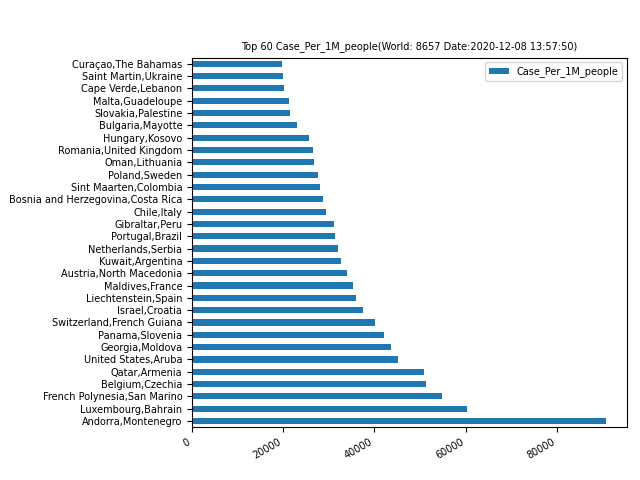 Top 60 Case_Per_1M_people(World: 8657 Date:2020-12-08 13:57:50)
Case_Per_1M_people
Curaçao,The Bahamas
Saint Martin,Ukraine
Cape Verde,Lebanon
Malta,Guadeloupe
Slovakia,Palestine
Bulgaria,Mayotte
Hungary,Kosovo
Romania,United Kingdom
Oman,Lithuania
Poland,Sweden
Sint Maarten,Colombia
Bosnia and Herzegovina,Costa Rica
Chile,Italy
Gibraltar,Peru
Portugal,Brazil
Netherlands,Serbia
Kuwait,Argentina
Austria,North Macedonia
Maldives,France
Liechtenstein,Spain
Israel,Croatia
Switzerland,French Guiana
Panama,Slovenia
Georgia,Moldova
United States,Aruba
Qatar,Armenia
Belgium,Czechia
French Polynesia,San Marino
Luxembourg,Bahrain
Andorra,Montenegro
0 20000 40000 60000 80000